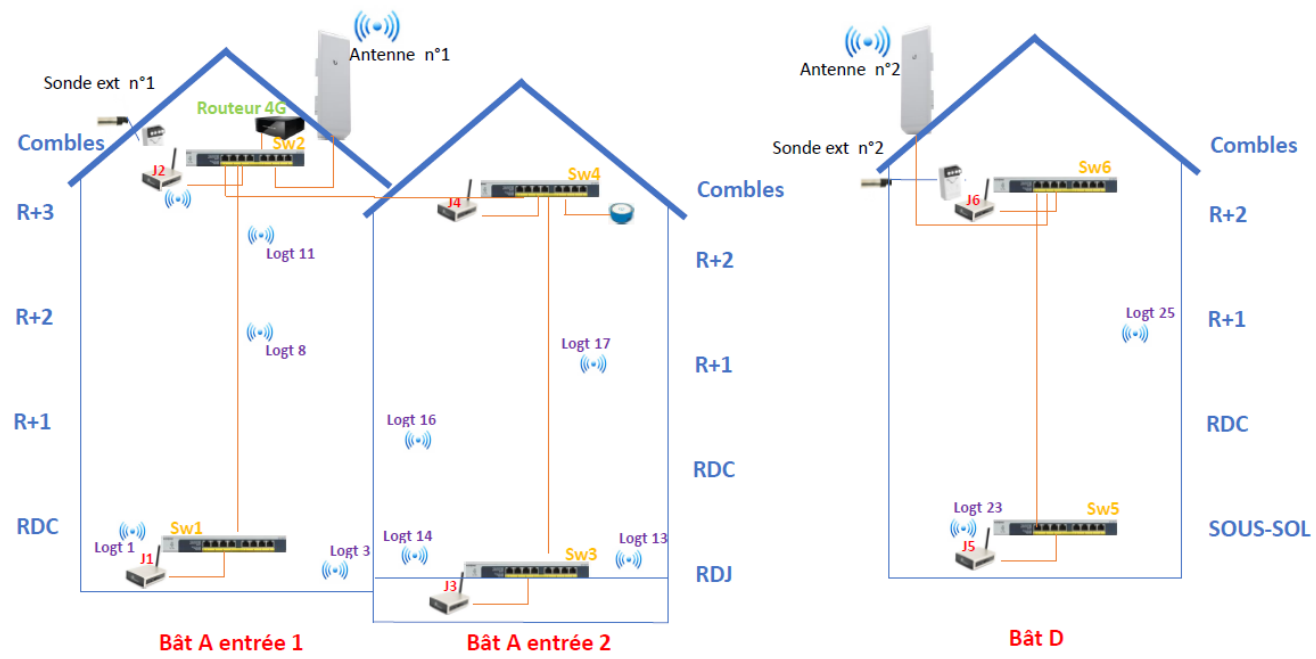 Antenne n°1
Sonde ext n°1
Routeur 4G
Combles
Sw2
J2
R+3
Logt 11
R+2
Logt 8
R+1
RDC
Sw1
Logt 1
J1
Logt 3
Bât A entrée 1
Sw4
Combles
J4
R+2
Logt 17
R+1
Logt 16
RDC
Logt 14
Logt 13
Sw3
RDJ
J3
Bât A entrée 2
Antenne n°2
Sonde ext n°2
Combles
Sw6
J6
R+2
Logt 25
R+1
RDC
Logt 23
Sw5
SOUS-SOL
J5
Bât D